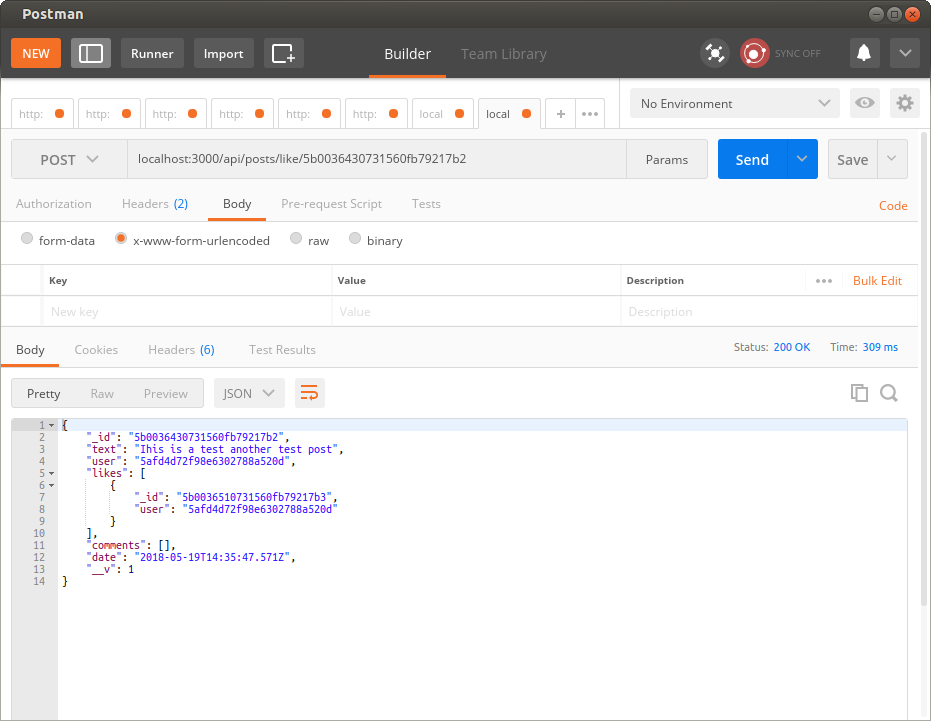 Postman
NEW Runner Import Builder Team Library SYNC OFF
http: http: http: http: http: http: local local + ••• No Environment
POST localhost:3000/api/posts/like/5b0036430731560fb79217b2 Params Send Save
Authorization Headers (2) Body Pre-request Script Tests Code
form-data x-www-form-urlencoded raw binary
Key Value Description ••• Bulk Edit
New key Value Description
Body Cookies Headers (6) Test Results Status: 200 OK Time: 309 ms
Pretty Raw Preview JSON
1 {
2 "_id": "5b0036430731560fb79217b2",
3 "text": "Ihis is a test another test post",
4 "user": "5afd4d72f98e6302788a520d",
5 "likes": [
6 {
7 "_id": "5b0036510731560fb79217b3",
8 "user": "5afd4d72f98e6302788a520d"
9 }
10 ],
11 "comments": [],
12 "date": "2018-05-19T14:35:47.571Z",
13 "__v": 1
14 }